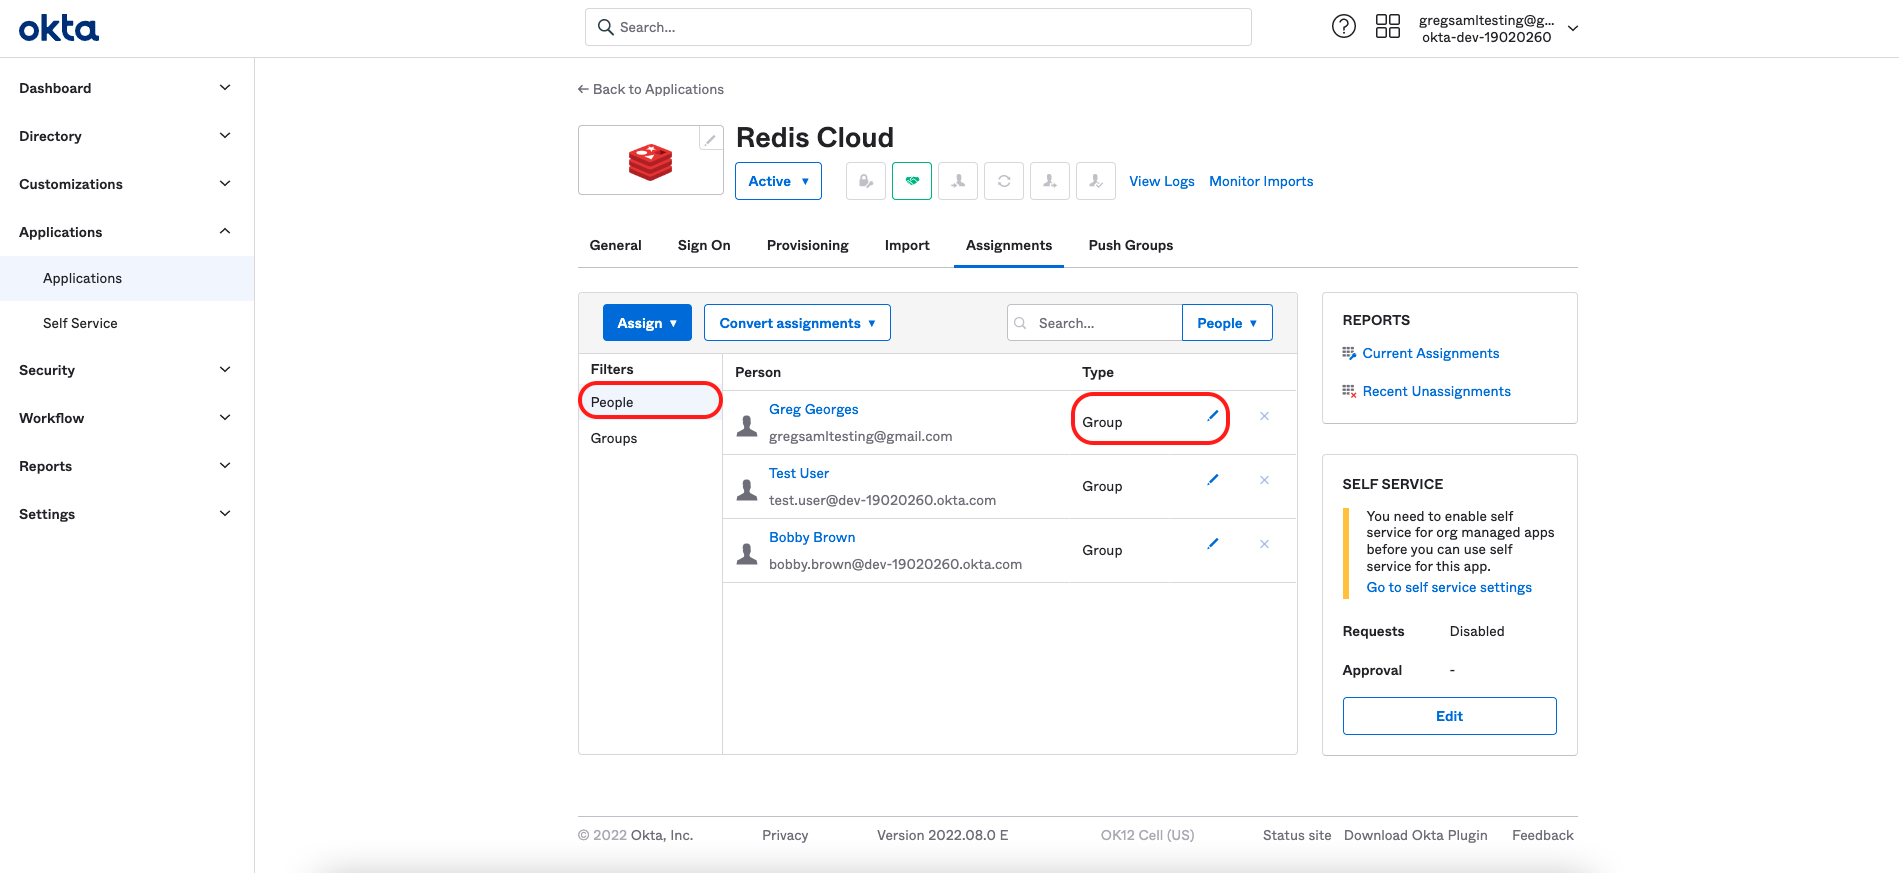 okta
Search...
gregsamltesting@g...
okta-dev-19020260
Dashboard
Directory
Customizations
Applications
Applications
Self Service
Security
Workflow
Reports
Settings
← Back to Applications
Redis Cloud
Active ▼
View Logs
Monitor Imports
General
Sign On
Provisioning
Import
Assignments
Push Groups
Assign ▼
Convert assignments ▼
Search...
People ▼
Filters
People
Groups
Person
Type
Greg Georges
gregsamltesting@gmail.com
Group
Test User
test.user@dev-19020260.okta.com
Group
Bobby Brown
bobby.brown@dev-19020260.okta.com
Group
REPORTS
Current Assignments
Recent Unassignments
SELF SERVICE
You need to enable self
service for org managed apps
before you can use self
service for this app.
Go to self service settings
Requests Disabled
Approval -
Edit
© 2022 Okta, Inc.
Privacy
Version 2022.08.0 E
OK12 Cell (US)
Status site
Download Okta Plugin
Feedback